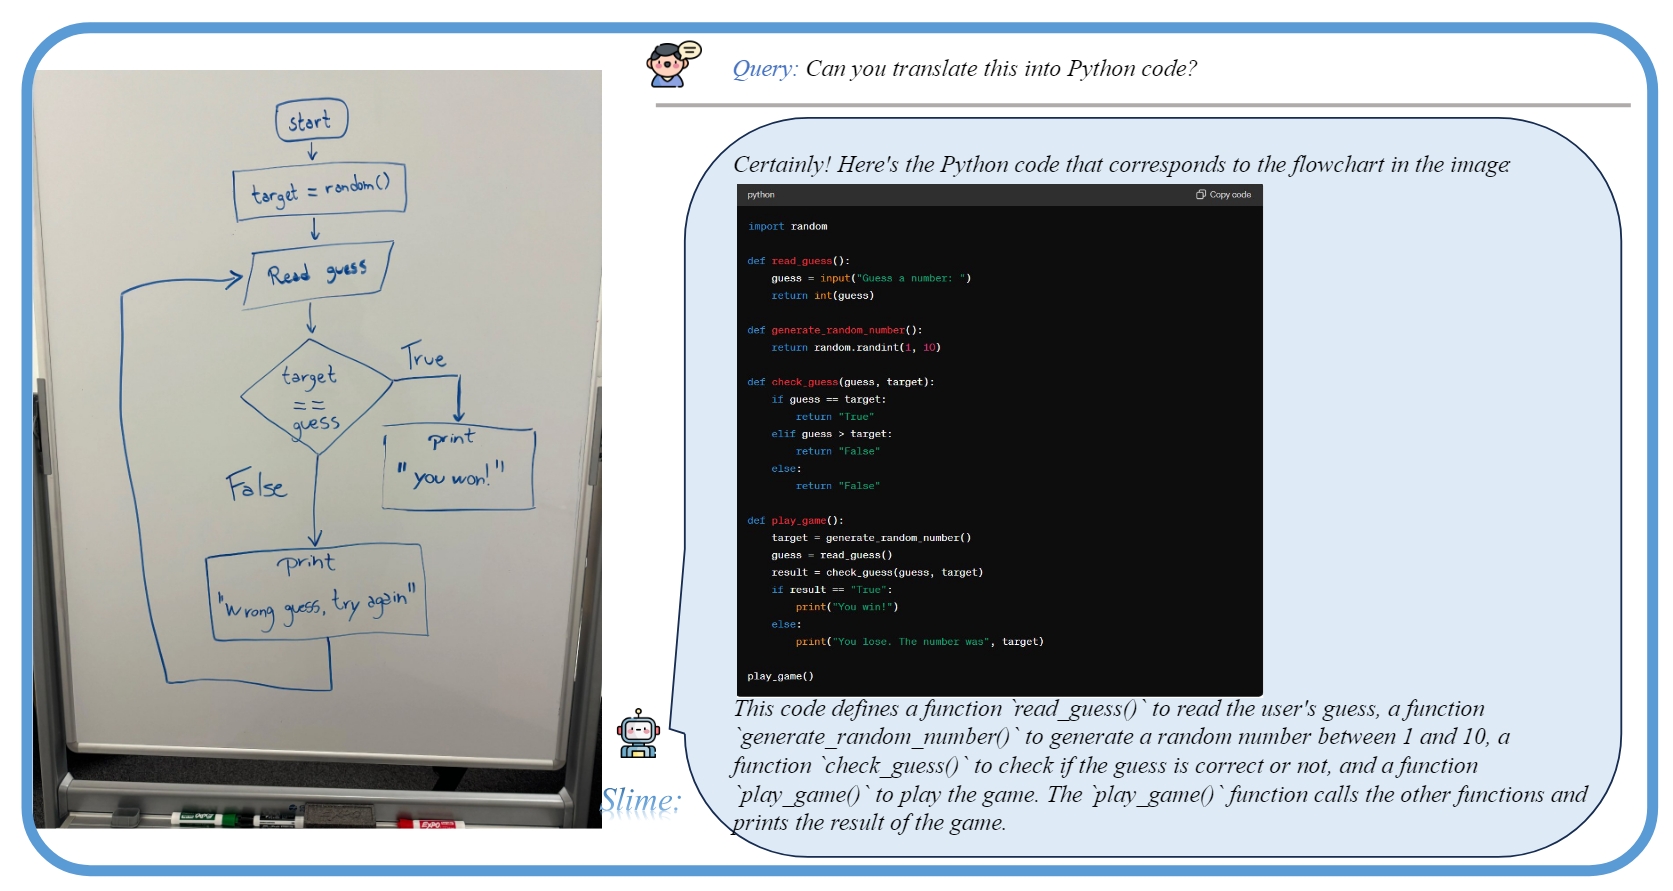 start
target = random()
Read guess
target
==
guess
True
print
"you won!"
False
print
"Wrong guess, try again"
EXPO
Query: Can you translate this into Python code?
Certainly! Here's the Python code that corresponds to the flowchart in the image:
python
Copy code
import random
def read_guess():
    guess = input("Guess a number: ")
    return int(guess)
def generate_random_number():
    return random.randint(1, 10)
def check_guess(guess, target):
    if guess == target:
        return "True"
    elif guess > target:
        return "False"
    else:
        return "False"
def play_game():
    target = generate_random_number()
    guess = read_guess()
    result = check_guess(guess, target)
    if result == "True":
        print("You win!")
    else:
        print("You lose. The number was", target)
play_game()
This code defines a function `read_guess()` to read the user's guess, a function
`generate_random_number()` to generate a random number between 1 and 10, a
function `check_guess()` to check if the guess is correct or not, and a function
`play_game()` to play the game. The `play_game()` function calls the other functions and
prints the result of the game.
Slime: